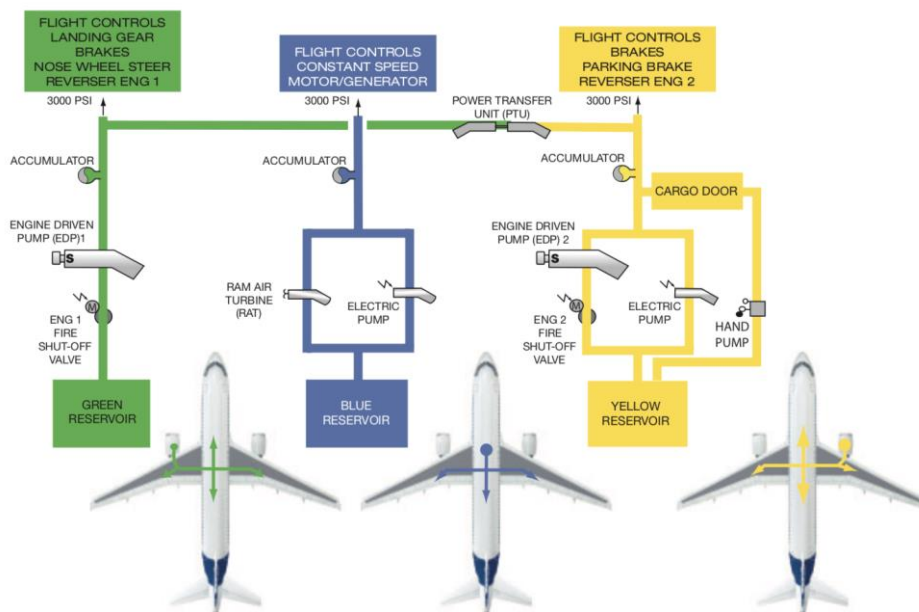 FLIGHT CONTROLS
LANDING GEAR
BRAKES
NOSE WHEEL STEER
REVERSER ENG 1
FLIGHT CONTROLS
CONSTANT SPEED
MOTOR/GENERATOR
FLIGHT CONTROLS
BRAKES
PARKING BRAKE
REVERSER ENG 2
3000 PSI
3000 PSI
POWER TRANSFER
UNIT (PTU)
3000 PSI
ACCUMULATOR
ACCUMULATOR
ACCUMULATOR
CARGO DOOR
ENGINE DRIVEN
PUMP (EDP)1
S
ENGINE DRIVEN
PUMP (EDP) 2
S
RAM AIR
TURBINE
(RAT)
ELECTRIC
PUMP
ELECTRIC
PUMP
HAND
PUMP
M
ENG 1
FIRE
SHUT-OFF
VALVE
M
ENG 2
FIRE
SHUT-OFF
VALVE
GREEN
RESERVOIR
BLUE
RESERVOIR
YELLOW
RESERVOIR